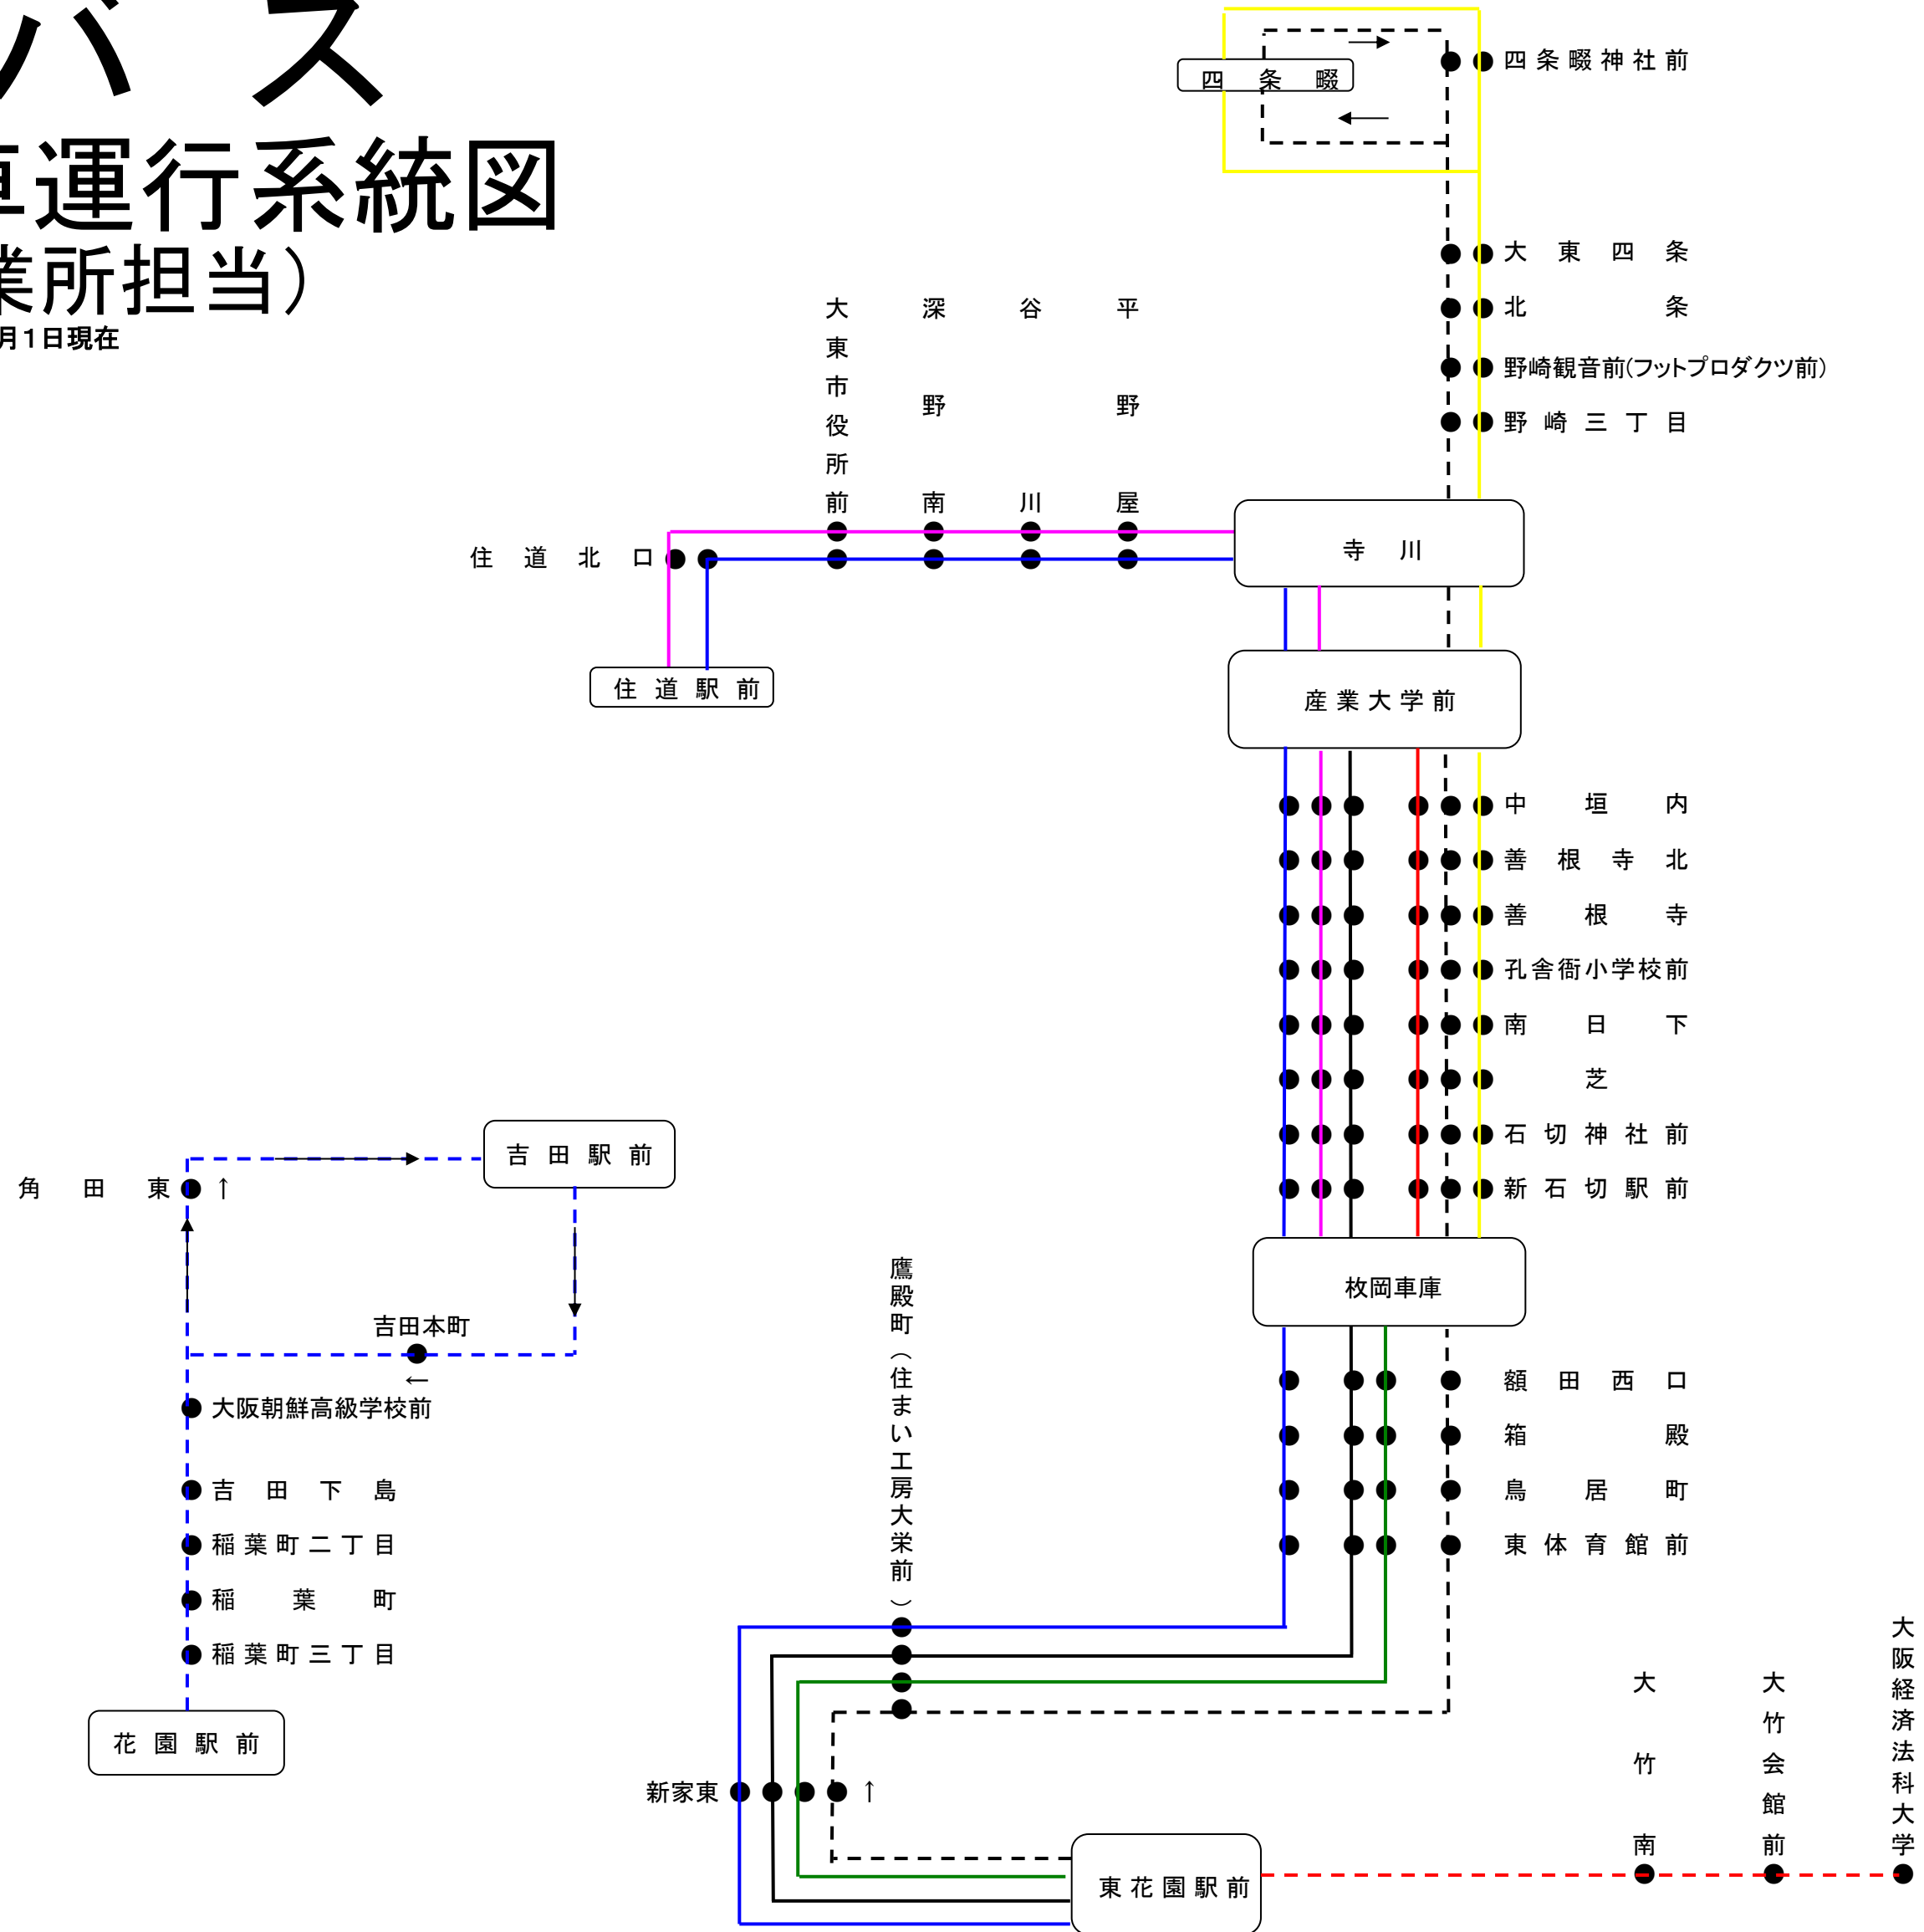 バス
車運行系統図
業所担当）
月１日現在
四条畷
四条畷神社前
大東四条
北条
野崎観音前(フットプロダクツ前)
野崎三丁目
大東市役所前
深野南
谷川
平野屋
住道北口
寺川
住道駅前
産業大学前
中垣内
善根寺北
善根寺
孔舎衙小学校前
南日下
芝
石切神社前
新石切駅前
吉田駅前
角田東
↑
枚岡車庫
吉田本町
←
鷹殿町（住まい工房大栄前）
大阪朝鮮高級学校前
吉田下島
稲葉町二丁目
稲葉町
稲葉町三丁目
額田西口
箱殿
鳥居町
東体育館前
花園駅前
新家東
↑
東花園駅前
大竹南
大竹会館前
大阪経済法科大学